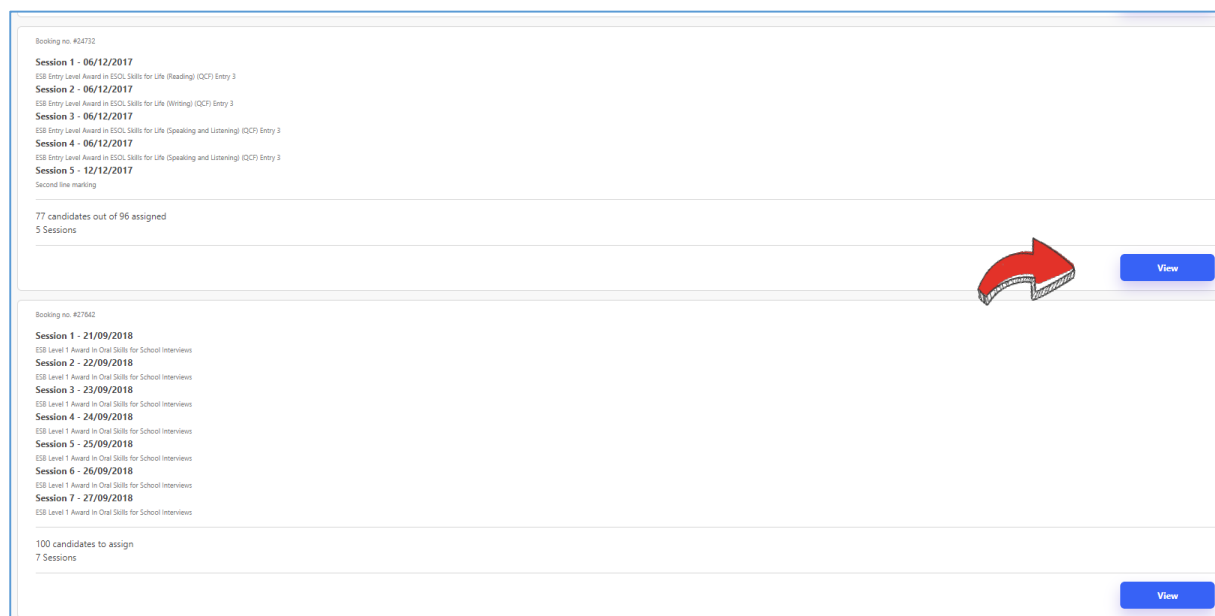 Booking no. #24732
Session 1 - 06/12/2017
ESB Entry Level Award in ESOL Skills for Life (Reading) (QCF) Entry 3
Session 2 - 06/12/2017
ESB Entry Level Award in ESOL Skills for Life (Writing) (QCF) Entry 3
Session 3 - 06/12/2017
ESB Entry Level Award in ESOL Skills for Life (Speaking and Listening) (QCF) Entry 3
Session 4 - 06/12/2017
ESB Entry Level Award in ESOL Skills for Life (Speaking and Listening) (QCF) Entry 3
Session 5 - 12/12/2017
Second line marking
77 candidates out of 96 assigned
5 Sessions
View
Booking no. #27642
Session 1 - 21/09/2018
ESB Level 1 Award In Oral Skills for School Interviews
Session 2 - 22/09/2018
ESB Level 1 Award In Oral Skills for School Interviews
Session 3 - 23/09/2018
ESB Level 1 Award In Oral Skills for School Interviews
Session 4 - 24/09/2018
ESB Level 1 Award In Oral Skills for School Interviews
Session 5 - 25/09/2018
ESB Level 1 Award In Oral Skills for School Interviews
Session 6 - 26/09/2018
ESB Level 1 Award In Oral Skills for School Interviews
Session 7 - 27/09/2018
ESB Level 1 Award In Oral Skills for School Interviews
100 candidates to assign
7 Sessions
View